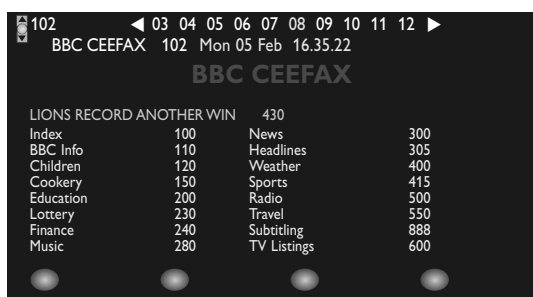 102 ◀ 03 04 05 06 07 08 09 10 11 12 ▶
BBC CEEFAX 102 Mon 05 Feb 16.35.22
BBC CEEFAX
LIONS RECORD ANOTHER WIN 430
Index 100 News 300
BBC Info 110 Headlines 305
Children 120 Weather 400
Cookery 150 Sports 415
Education 200 Radio 500
Lottery 230 Travel 550
Finance 240 Subtitling 888
Music 280 TV Listings 600